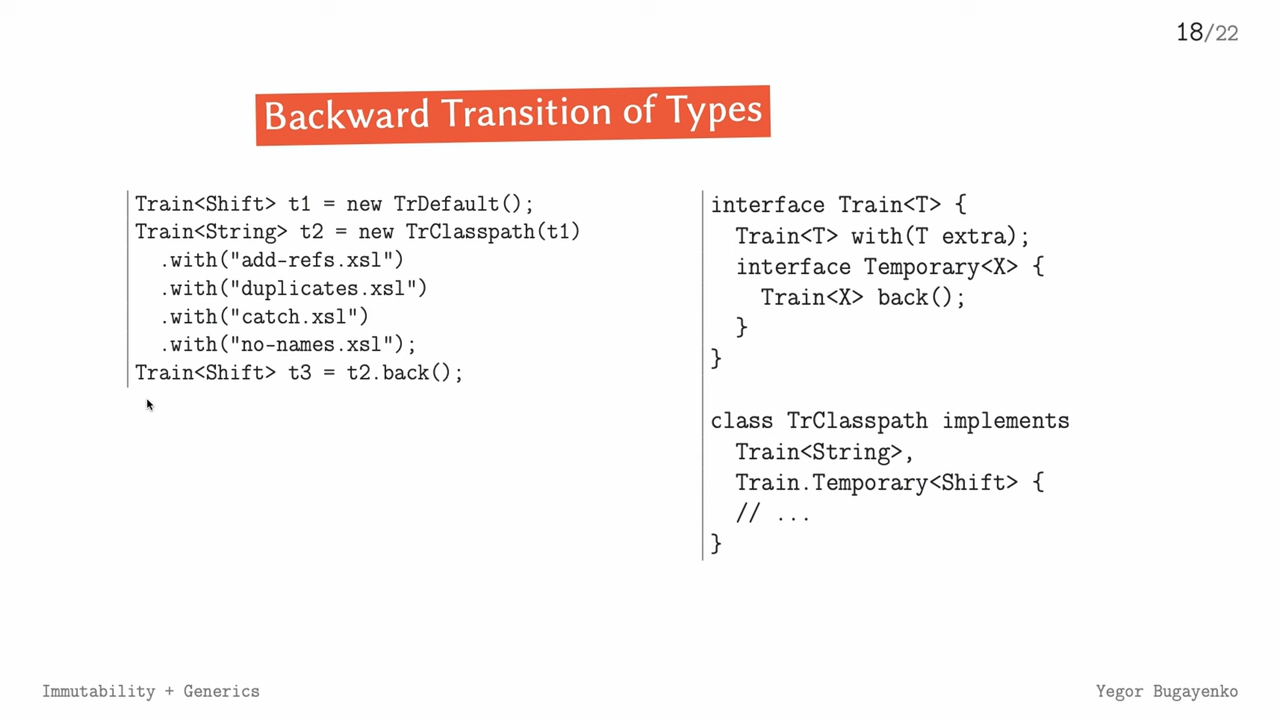 18/22
Backward Transition of Types
Train<Shift> t1 = new TrDefault();
Train<String> t2 = new TrClasspath(t1)
  .with("add-refs.xsl")
  .with("duplicates.xsl")
  .with("catch.xsl")
  .with("no-names.xsl");
Train<Shift> t3 = t2.back();
interface Train<T> {
  Train<T> with(T extra);
  interface Temporary<X> {
    Train<X> back();
  }
}
class TrClasspath implements
  Train<String>,
  Train.Temporary<Shift> {
  // ...
}
Immutability + Generics
Yegor Bugayenko